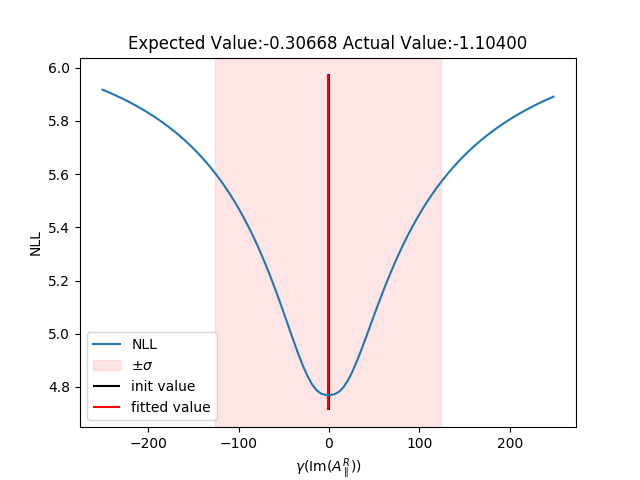 Expected Value:-0.30668 Actual Value:-1.10400
6.0
5.8
5.6
5.4
5.2
5.0
4.8
NLL
NLL
±σ
init value
fitted value
−200
−100
0
100
200
γ(Im(A^R_∥))